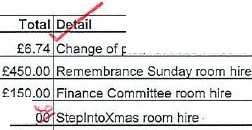 Total Detail
£6.74 Change of
£450.00 Remembrance Sunday room hire
£150.00 Finance Committee room hire
00 StepIntoXmas room hire